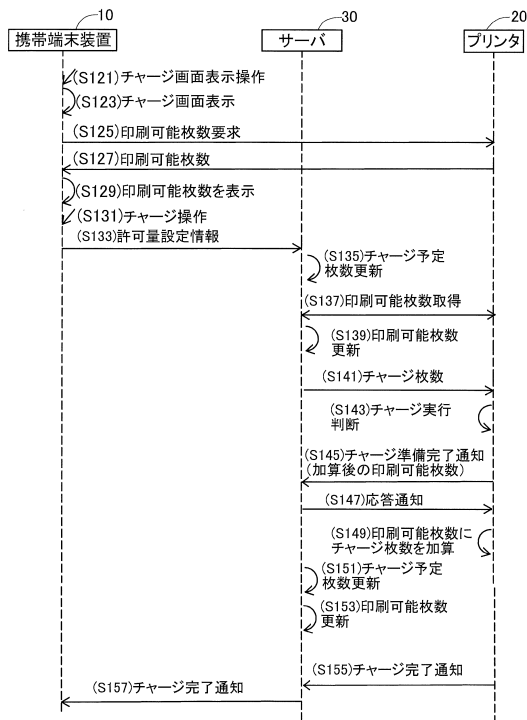 10
30
20
携帯端末装置
サーバ
プリンタ
(S121)チャージ画面表示操作
(S123)チャージ画面表示
(S125)印刷可能枚数要求
(S127)印刷可能枚数
(S129)印刷可能枚数を表示
(S131)チャージ操作
(S133)許可量設定情報
(S135)チャージ予定
枚数更新
(S137)印刷可能枚数取得
(S139)印刷可能枚数
更新
(S141)チャージ枚数
(S143)チャージ実行
判断
(S145)チャージ準備完了通知
(加算後の印刷可能枚数)
(S147)応答通知
(S149)印刷可能枚数に
チャージ枚数を加算
(S151)チャージ予定
枚数更新
(S153)印刷可能枚数
更新
(S155)チャージ完了通知
(S157)チャージ完了通知